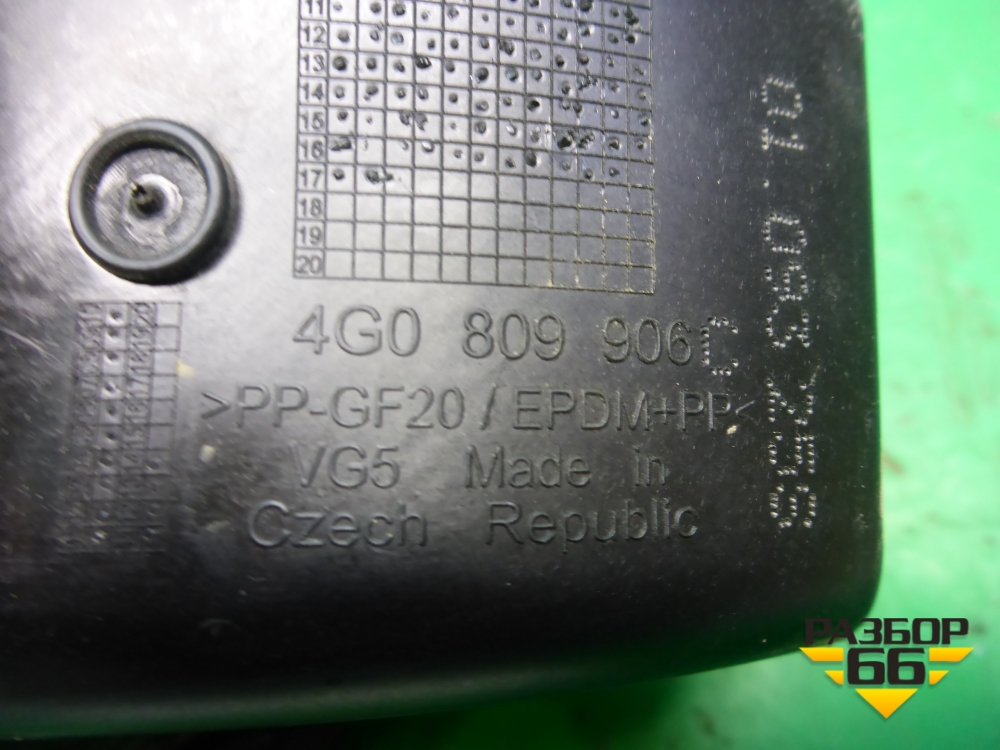 11
12
13
14
15
16
17
18
19
20
4G0 809 906C
>PP-GF20 / EPDM+PP<
VG5 Made in
Czech Republic
РАЗБОР
66